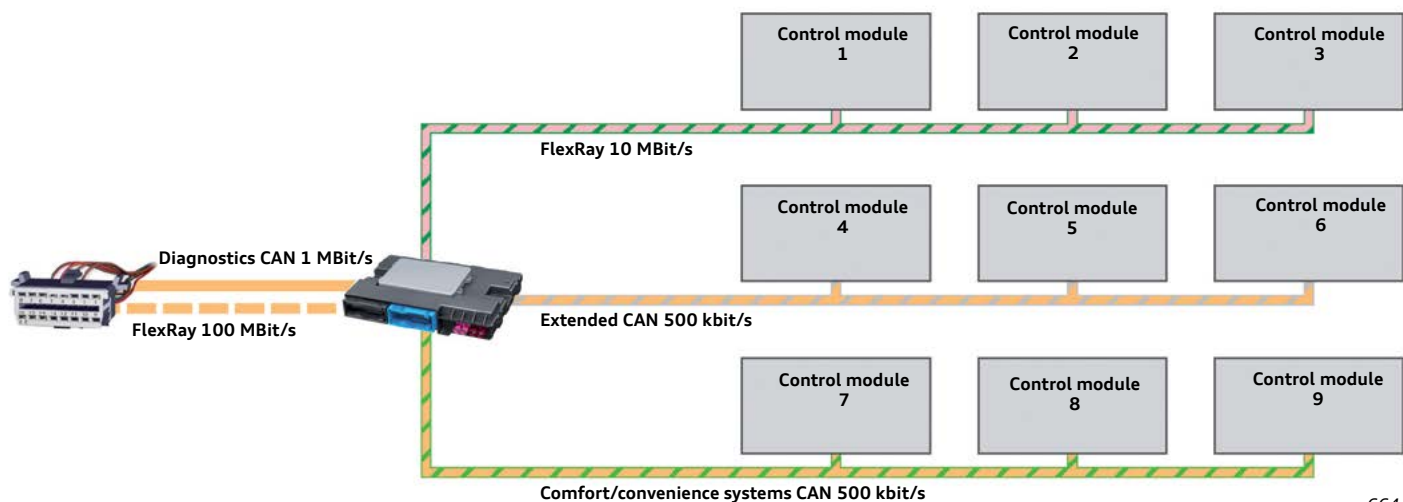 Control module
1
Control module
2
Control module
3
FlexRay 10 MBit/s
Control module
4
Control module
5
Control module
6
Diagnostics CAN 1 MBit/s
FlexRay 100 MBit/s
Extended CAN 500 kbit/s
Control module
7
Control module
8
Control module
9
Comfort/convenience systems CAN 500 kbit/s